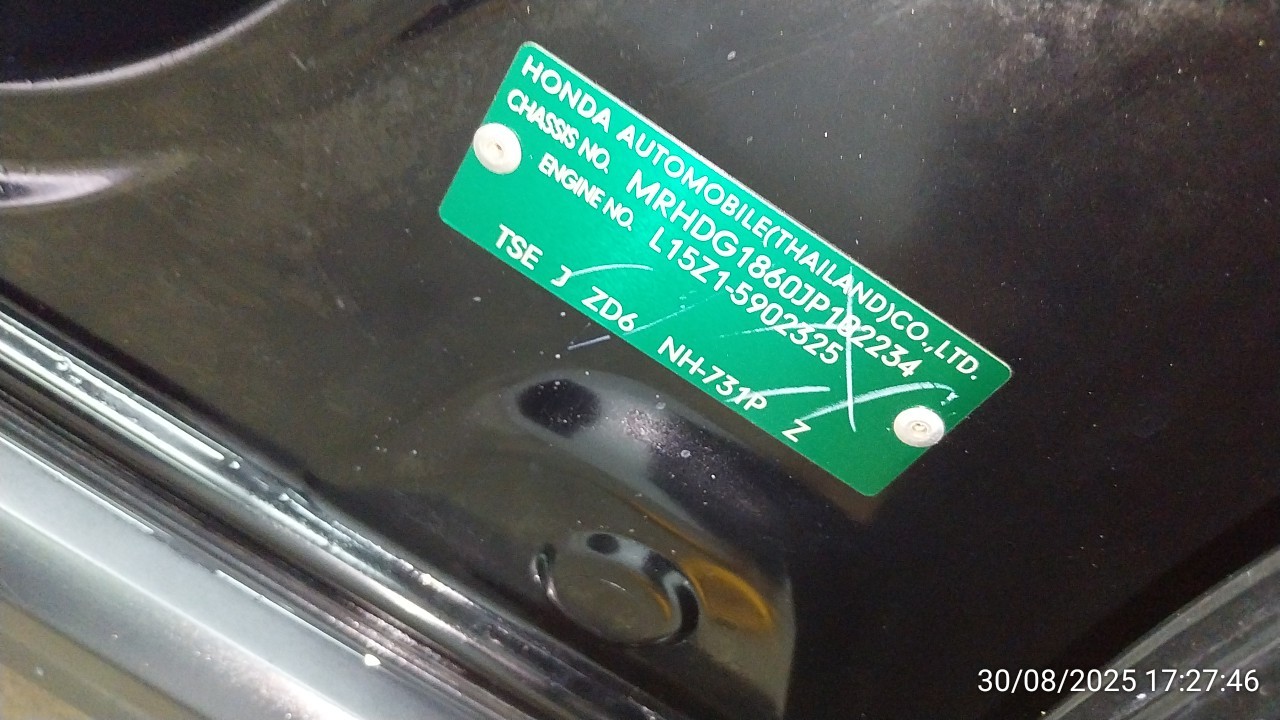 HONDA AUTOMOBILE(THAILAND)CO.,LTD.
CHASSIS NO. MRHDG1860JP102234
ENGINE NO. L15Z1-5902325
TSE J ZD6 NH-731P Z
30/08/2025 17:27:46